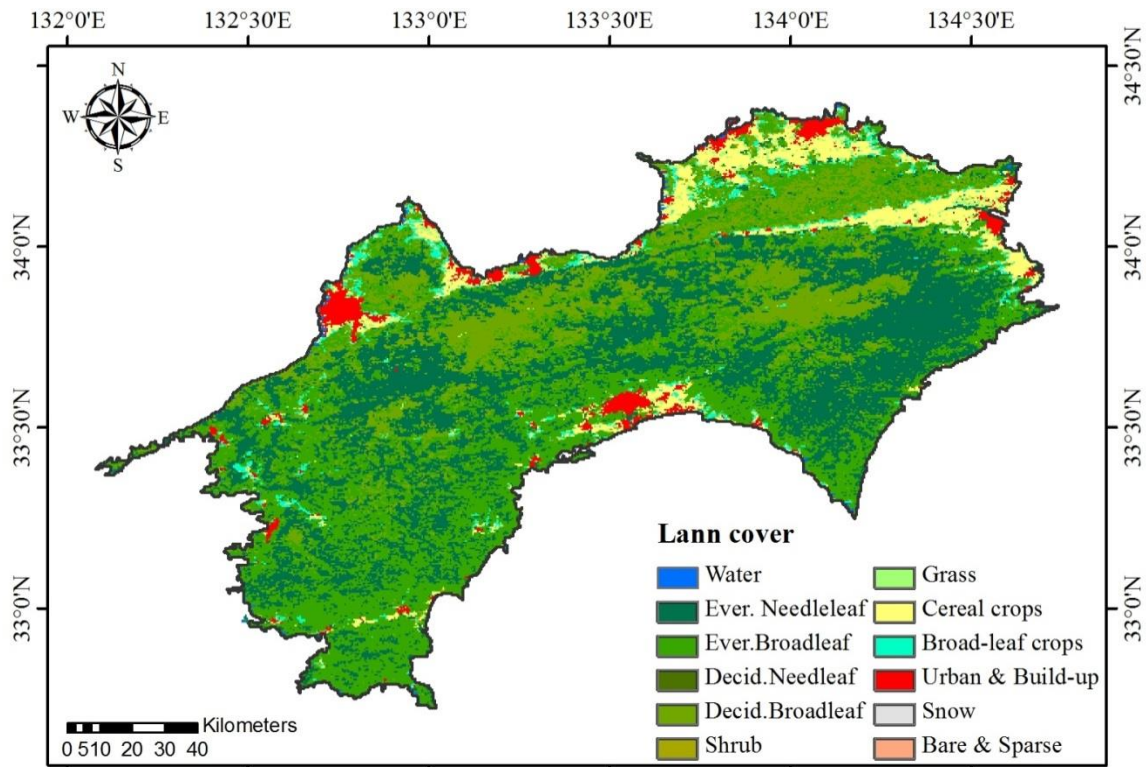 132°0'E 132°30'E 133°0'E 133°30'E 134°0'E 134°30'E
N
W E
S
34°30'N 34°30'N
34°0'N 34°0'N
33°30'N 33°30'N
33°0'N 33°0'N
Lann cover
Water Grass
Ever. Needleleaf Cereal crops
Ever.Broadleaf Broad-leaf crops
Decid.Needleaf Urban & Build-up
Decid.Broadleaf Snow
Shrub Bare & Sparse
Kilometers
0 510 20 30 40